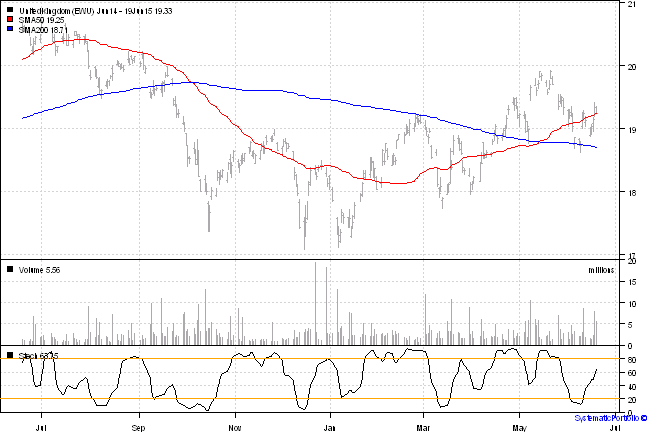 UnitedKingdom (EWU) Jun14 - 19Jun15 19.33
SMA50 19.25
SMA200 18.71
21
20
19
18
17
Volume 5.56
millions
20
15
10
5
0
Stoch
80
60
40
20
0
Jul Sep Nov Jan Mar May Jul
SystematicPortfolio ©